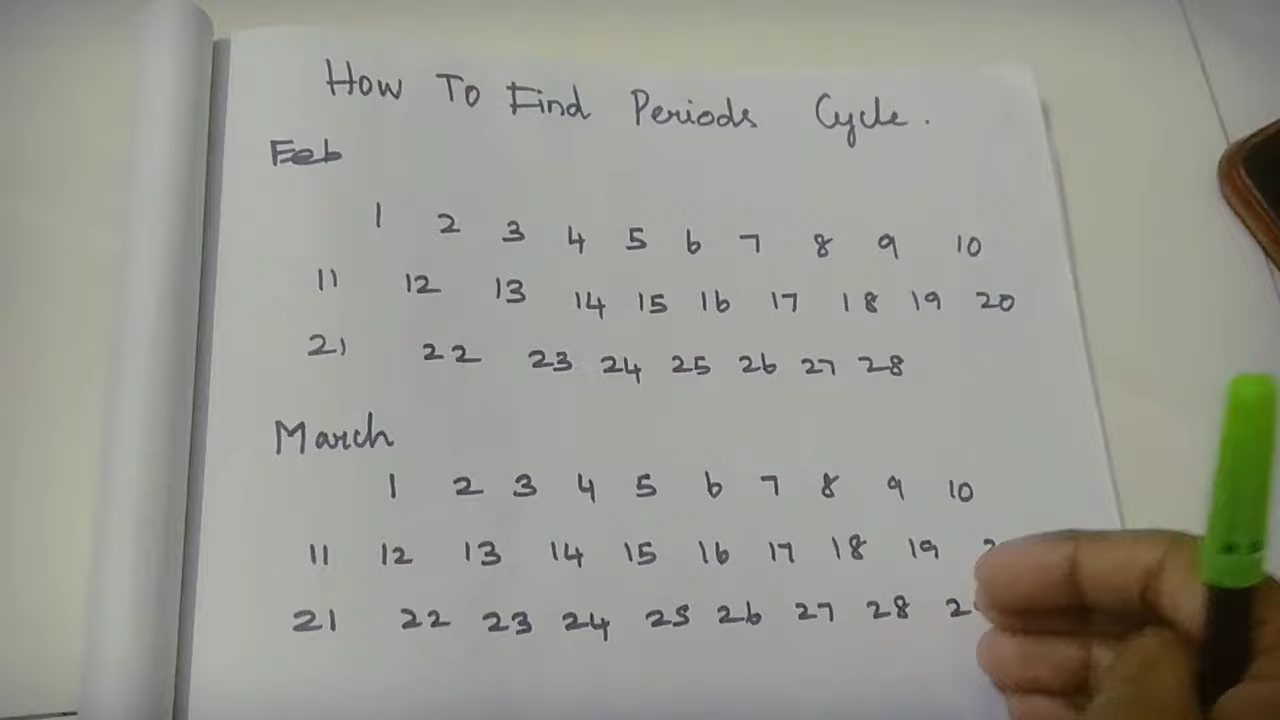 How To Find Periods Cycle.
Feb
1 2 3 4 5 6 7 8 9 10
11 12 13 14 15 16 17 18 19 20
21 22 23 24 25 26 27 28
March
1 2 3 4 5 6 7 8 9 10
11 12 13 14 15 16 17 18 19
21 22 23 24 25 26 27 28